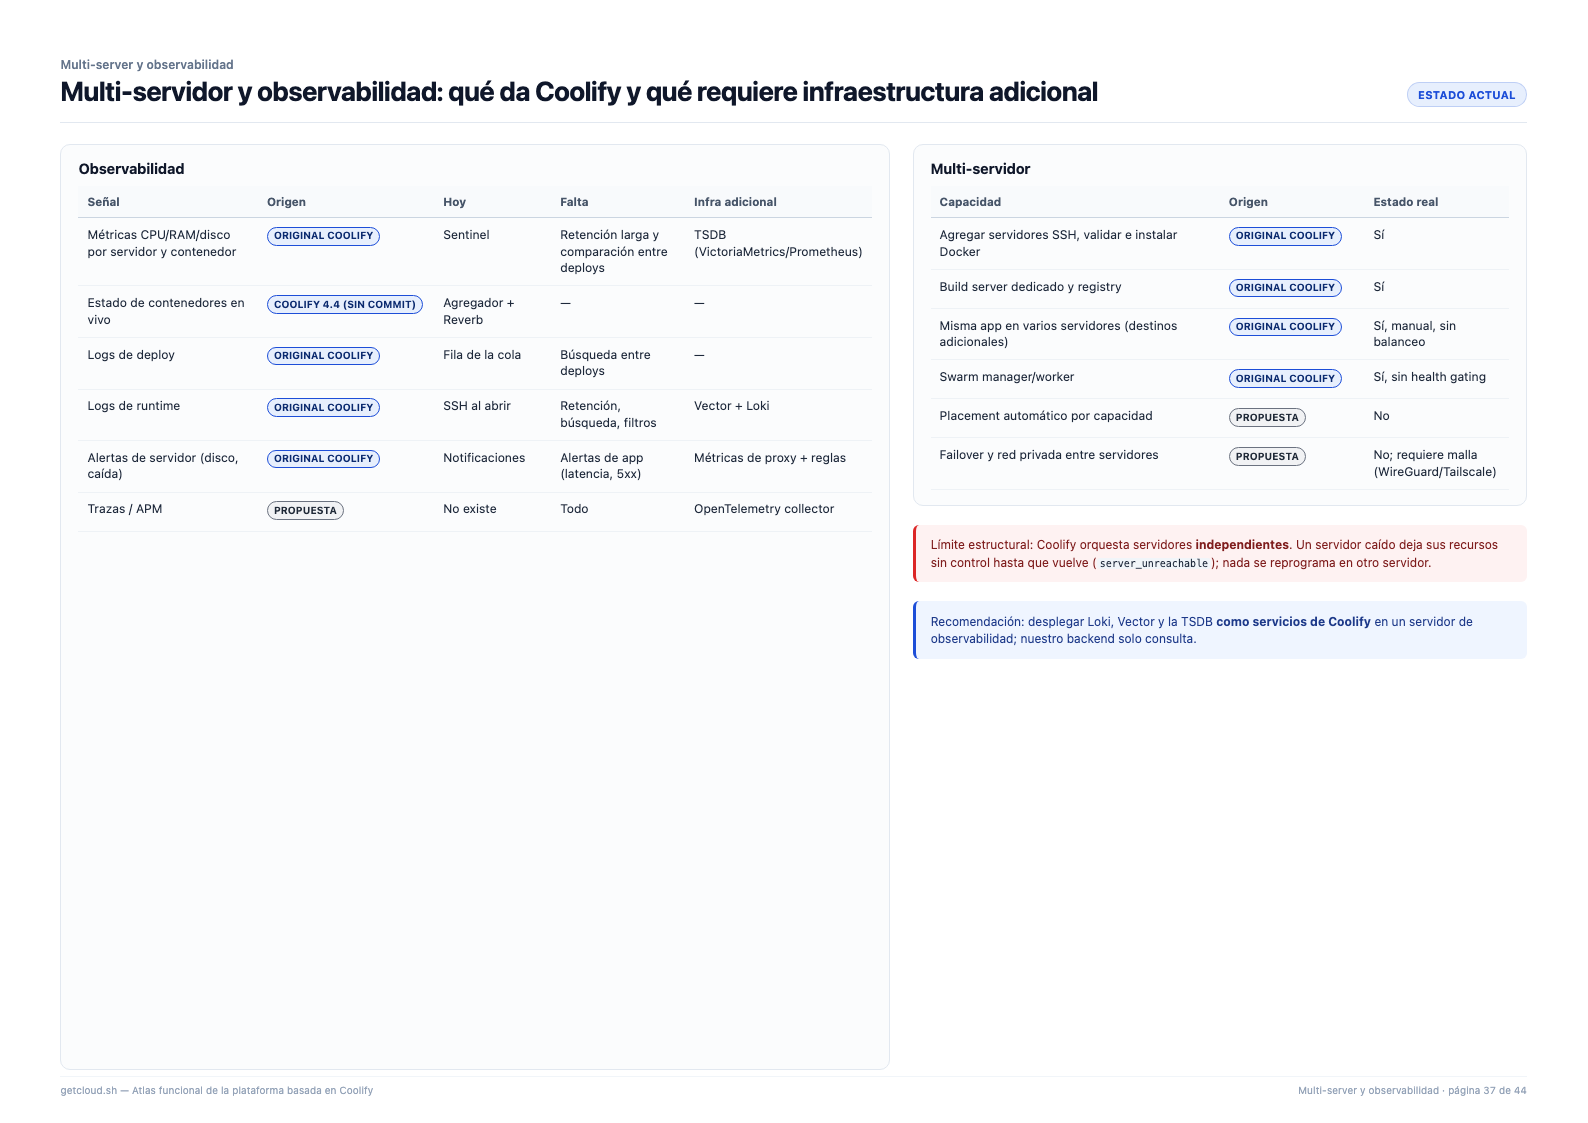 Multi-server y observabilidad
Multi-servidor y observabilidad: qué da Coolify y qué requiere infraestructura adicional
ESTADO ACTUAL
Observabilidad
Señal Origen Hoy Falta Infra adicional
Métricas CPU/RAM/disco
por servidor y contenedor
ORIGINAL COOLIFY
Sentinel
Retención larga y
comparación entre
deploys
TSDB
(VictoriaMetrics/Prometheus)
Estado de contenedores en
vivo
COOLIFY 4.4 (SIN COMMIT)
Agregador +
Reverb
—
—
Logs de deploy
ORIGINAL COOLIFY
Fila de la cola
Búsqueda entre
deploys
—
Logs de runtime
ORIGINAL COOLIFY
SSH al abrir
Retención,
búsqueda, filtros
Vector + Loki
Alertas de servidor (disco,
caída)
ORIGINAL COOLIFY
Notificaciones
Alertas de app
(latencia, 5xx)
Métricas de proxy + reglas
Trazas / APM
PROPUESTA
No existe
Todo
OpenTelemetry collector
Multi-servidor
Capacidad Origen Estado real
Agregar servidores SSH, validar e instalar
Docker
ORIGINAL COOLIFY
Sí
Build server dedicado y registry
ORIGINAL COOLIFY
Sí
Misma app en varios servidores (destinos
adicionales)
ORIGINAL COOLIFY
Sí, manual, sin
balanceo
Swarm manager/worker
ORIGINAL COOLIFY
Sí, sin health gating
Placement automático por capacidad
PROPUESTA
No
Failover y red privada entre servidores
PROPUESTA
No; requiere malla
(WireGuard/Tailscale)
Límite estructural: Coolify orquesta servidores independientes. Un servidor caído deja sus recursos
sin control hasta que vuelve ( server_unreachable ); nada se reprograma en otro servidor.
Recomendación: desplegar Loki, Vector y la TSDB como servicios de Coolify en un servidor de
observabilidad; nuestro backend solo consulta.
getcloud.sh — Atlas funcional de la plataforma basada en Coolify
Multi-server y observabilidad · página 37 de 44